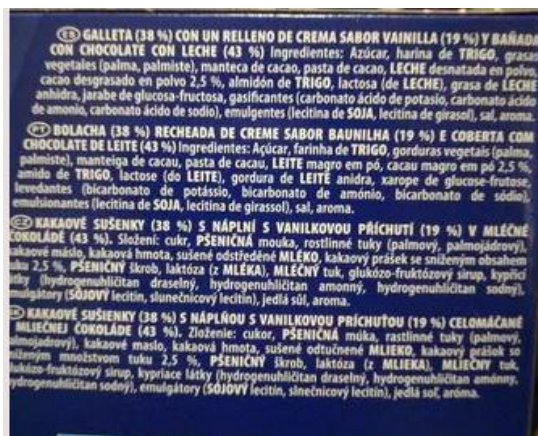 ES GALLETA (38 %) CON UN RELLENO DE CREMA SABOR VAINILLA (19 %) Y BAÑADA
CON CHOCOLATE CON LECHE (43 %) Ingredientes: Azúcar, harina de TRIGO, grasas
vegetales (palma, palmiste), manteca de cacao, pasta de cacao, LECHE desnatada en polvo,
cacao desgrasado en polvo 2,5 %, almidón de TRIGO, lactosa (de LECHE), grasa de LECHE
anhidra, jarabe de glucosa-fructosa, gasificantes (carbonato ácido de potasio, carbonato ácido
de amonio, carbonato ácido de sodio), emulgentes (lecitina de SOJA, lecitina de girasol), sal, aroma.
PT BOLACHA (38 %) RECHEADA DE CREME SABOR BAUNILHA (19 %) E COBERTA COM
CHOCOLATE DE LEITE (43 %) Ingredientes: Açúcar, farinha de TRIGO, gorduras vegetais (palma,
palmiste), manteiga de cacau, pasta de cacau, LEITE magro em pó, cacau magro em pó 2,5 %,
amido de TRIGO, lactose (do LEITE), gordura de LEITE anidra, xarope de glucose-frutose,
levedantes (bicarbonato de potássio, bicarbonato de amónio, bicarbonato de sódio),
emulsionantes (lecitina de SOJA, lecitina de girassol), sal, aroma.
CZ KAKAOVÉ SUŠENKY (38 %) S NÁPLNÍ S VANILKOVOU PŘÍCHUTÍ (19 %) V MLÉČNÉ
ČOKOLÁDĚ (43 %). Složení: cukr, PŠENIČNÁ mouka, rostlinné tuky (palmový, palmojádrový),
kakaové máslo, kakaová hmota, sušené odstředěné MLÉKO, kakaový prášek se sníženým obsahem
tuku 2,5 %, PŠENIČNÝ škrob, laktóza (z MLÉKA), MLÉČNÝ tuk, glukózo-fruktózový sirup, kypřicí
látky (hydrogenuhličitan draselný, hydrogenuhličitan amonný, hydrogenuhličitan sodný),
emulgátory (SÓJOVÝ lecitin, slunečnicový lecitin), jedlá sůl, aroma.
KAKAOVÉ SUŠIENKY (38 %) S NÁPLŇOU S VANILKOVOU PRÍCHUŤOU (19 %) CELOMÁČANÉ
MLIEČNEJ ČOKOLÁDE (43 %). Zloženie: cukor, PŠENIČNÁ múka, rastlinné tuky (palmový,
palmojadrový), kakaové maslo, kakaová hmota, sušené odtučnené MLIEKO, kakaový prášok so
zníženým množstvom tuku 2,5 %, PŠENIČNÝ škrob, laktóza (z MLIEKA), MLIEČNY tuk,
glukózo-fruktózový sirup, kypriace látky (hydrogenuhličitan draselný, hydrogenuhličitan amónny,
hydrogenuhličitan sodný), emulgátory (SÓJOVÝ lecitín, slnečnicový lecitín), jedlá soľ, aróma.